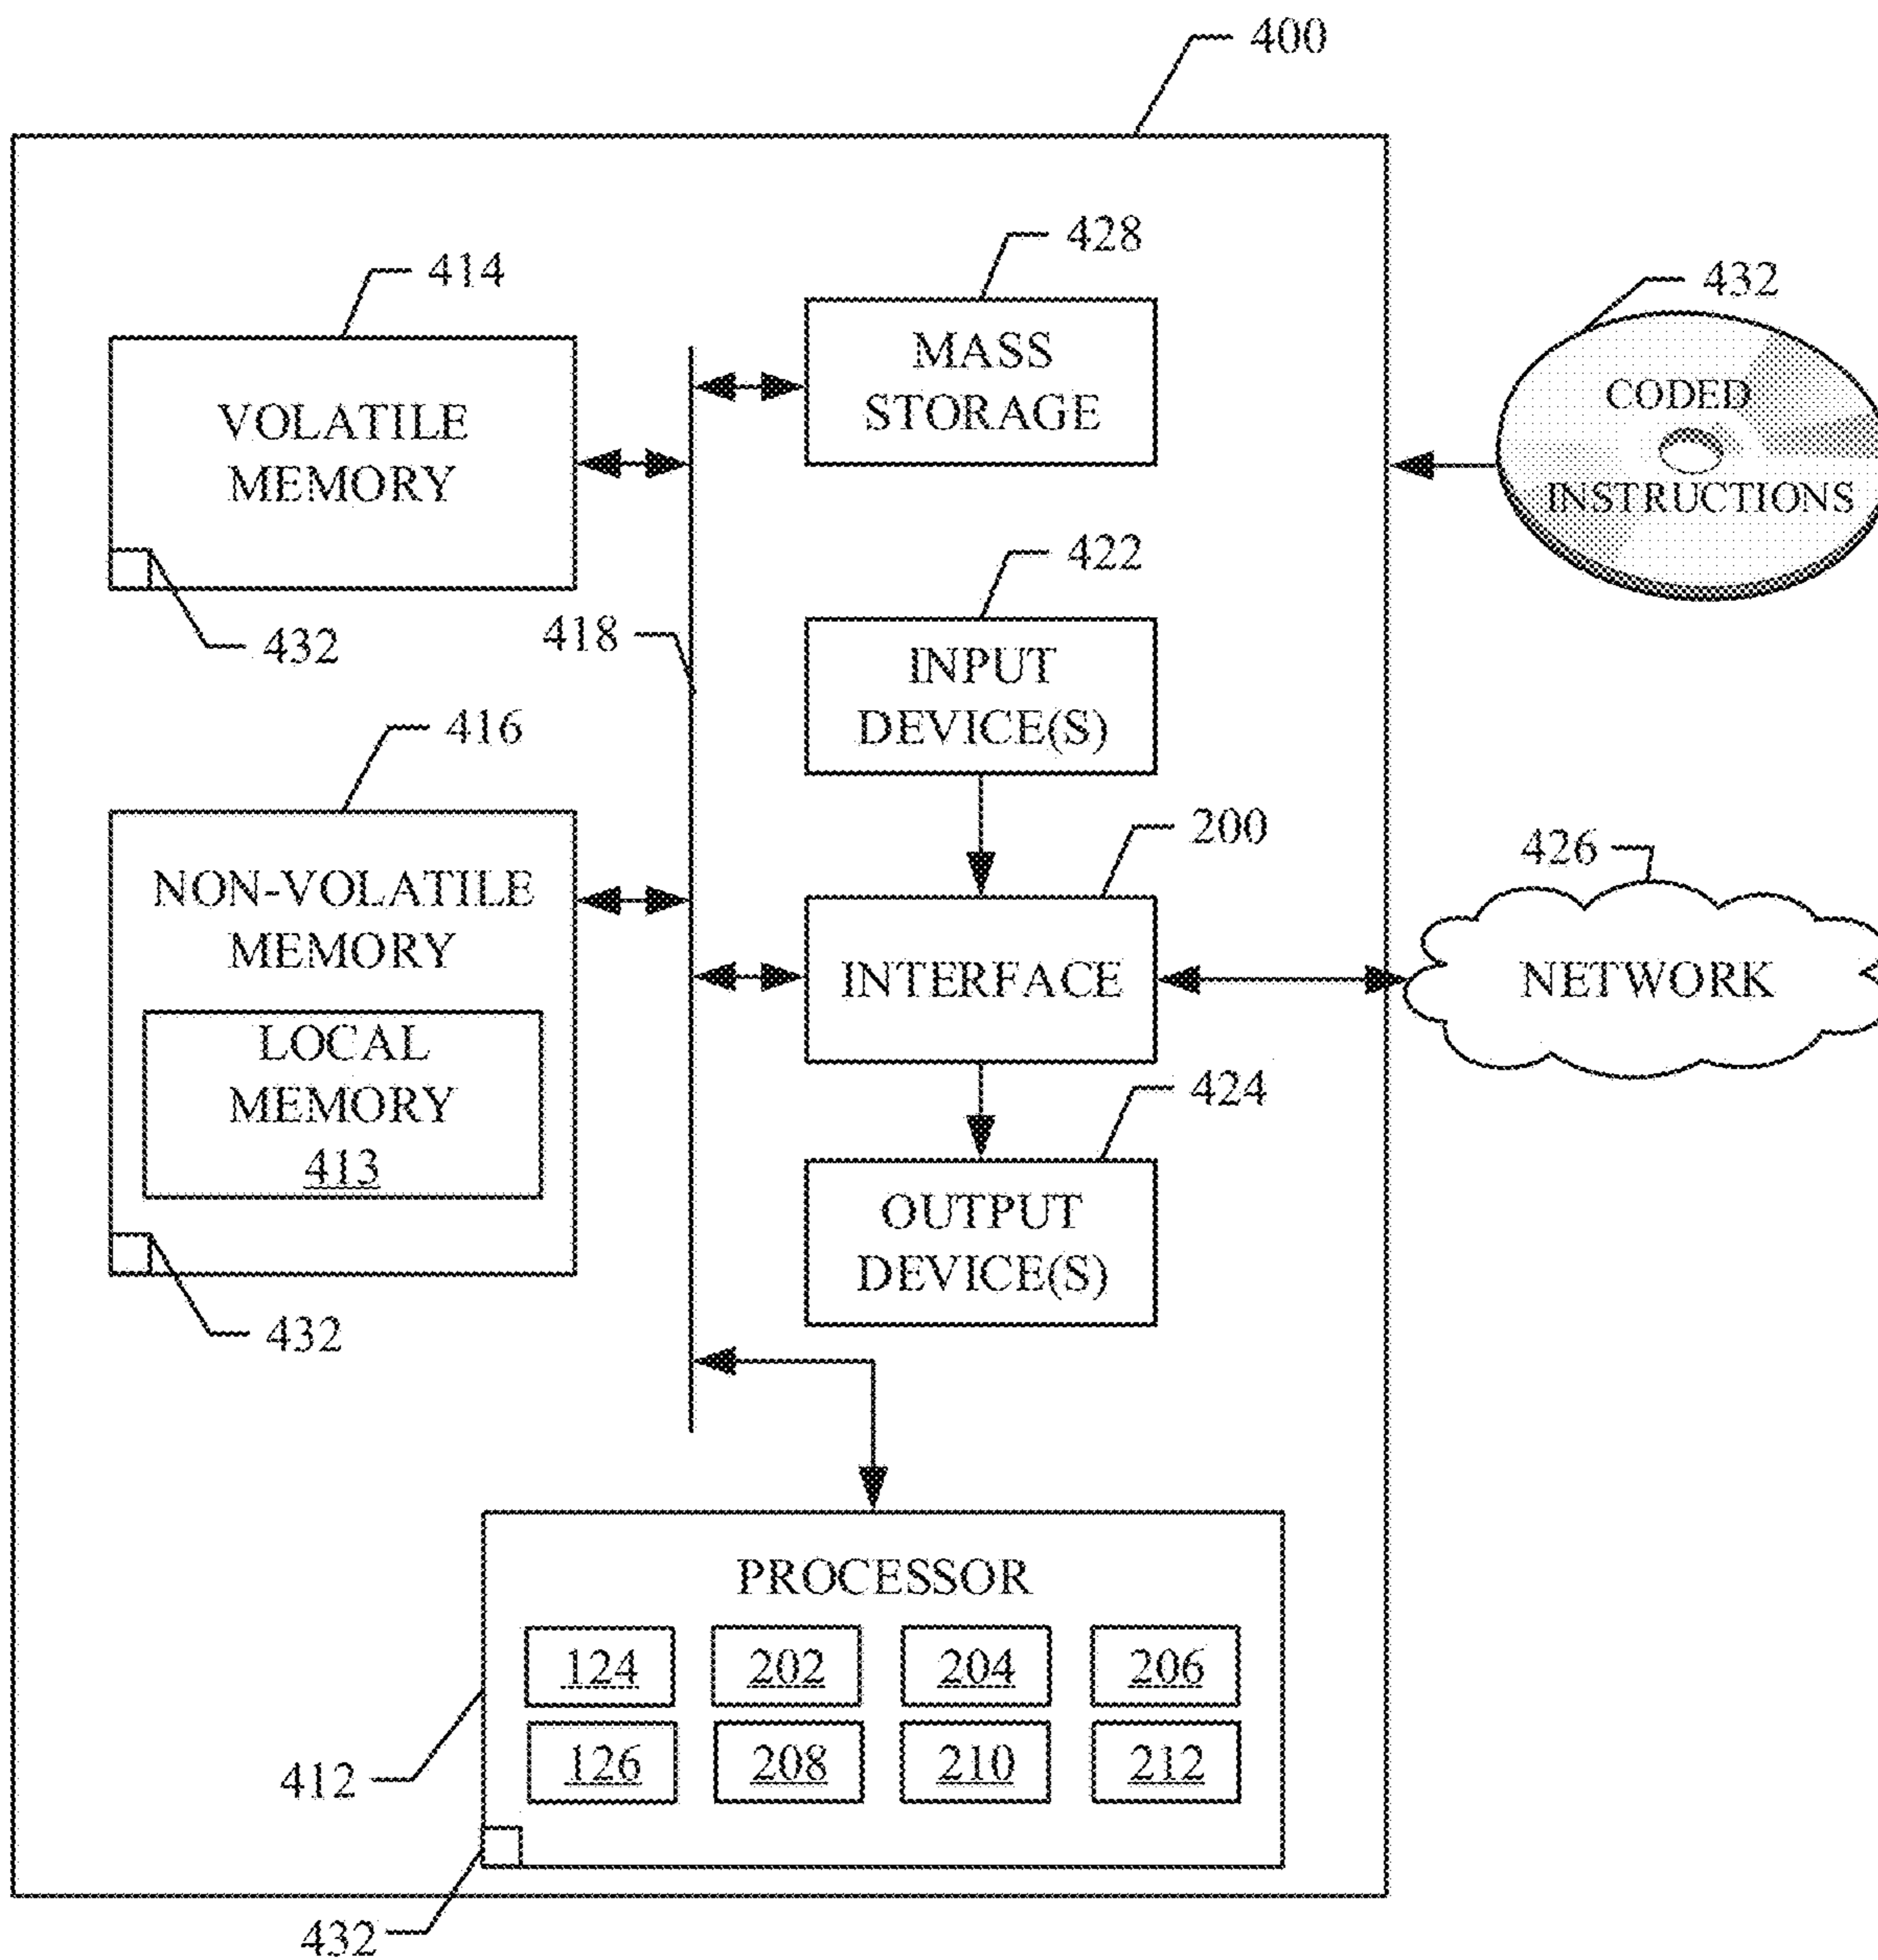 400
428
414
432
MASS
STORAGE
VOLATILE
MEMORY
CODED
INSTRUCTIONS
422
432
418
INPUT
DEVICE(S)
416
200
426
NON-VOLATILE
MEMORY
INTERFACE
NETWORK
LOCAL
MEMORY
413
424
OUTPUT
DEVICE(S)
432
PROCESSOR
124 202 204 206
126 208 210 212
412
432